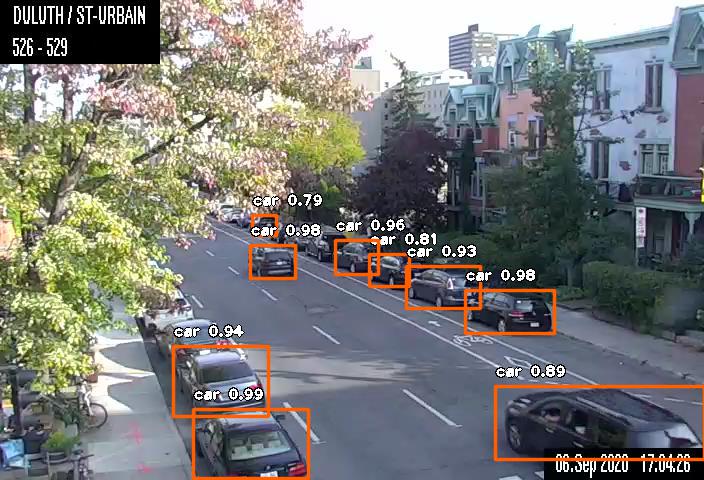 DULUTH / ST-URBAIN
526 - 529
car 0.79
car 0.98
car 0.96
car 0.81
car 0.93
car 0.98
car 0.94
car 0.99
car 0.89
06.Sep 2020 17:04:26